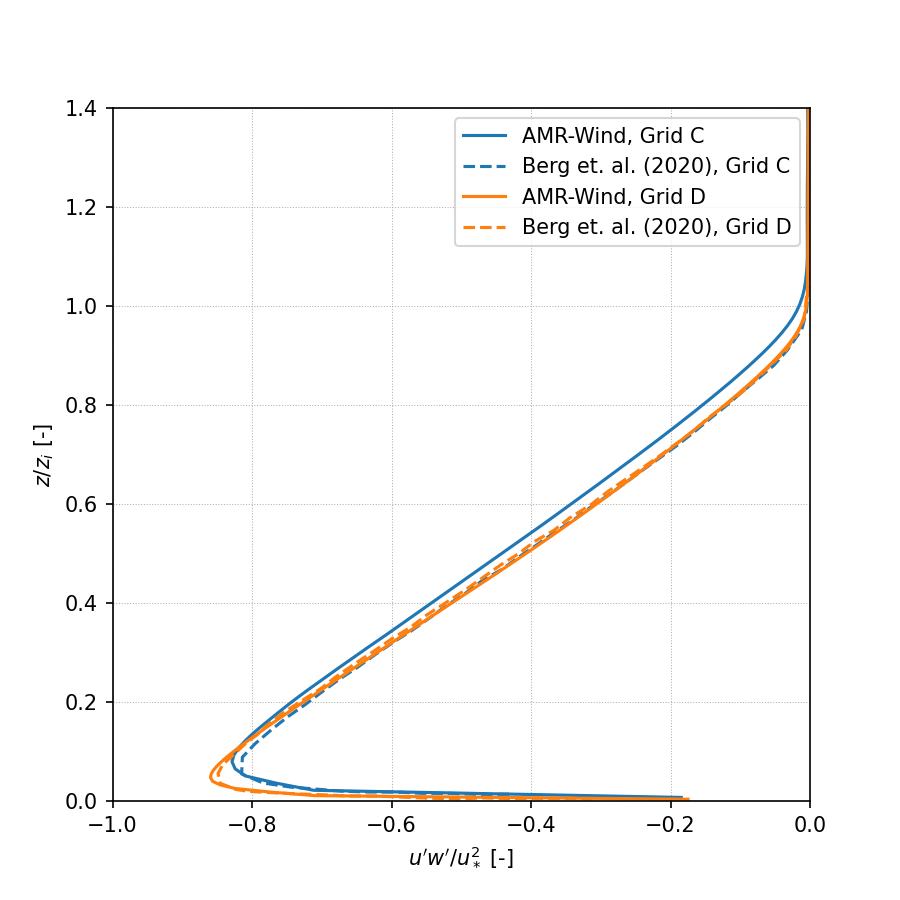 1.4
1.2
1.0
0.8
0.6
0.4
0.2
0.0
z/z_i [-]
−1.0 −0.8 −0.6 −0.4 −0.2 0.0
u′w′/u_*^2 [-]
AMR-Wind, Grid C
Berg et. al. (2020), Grid C
AMR-Wind, Grid D
Berg et. al. (2020), Grid D